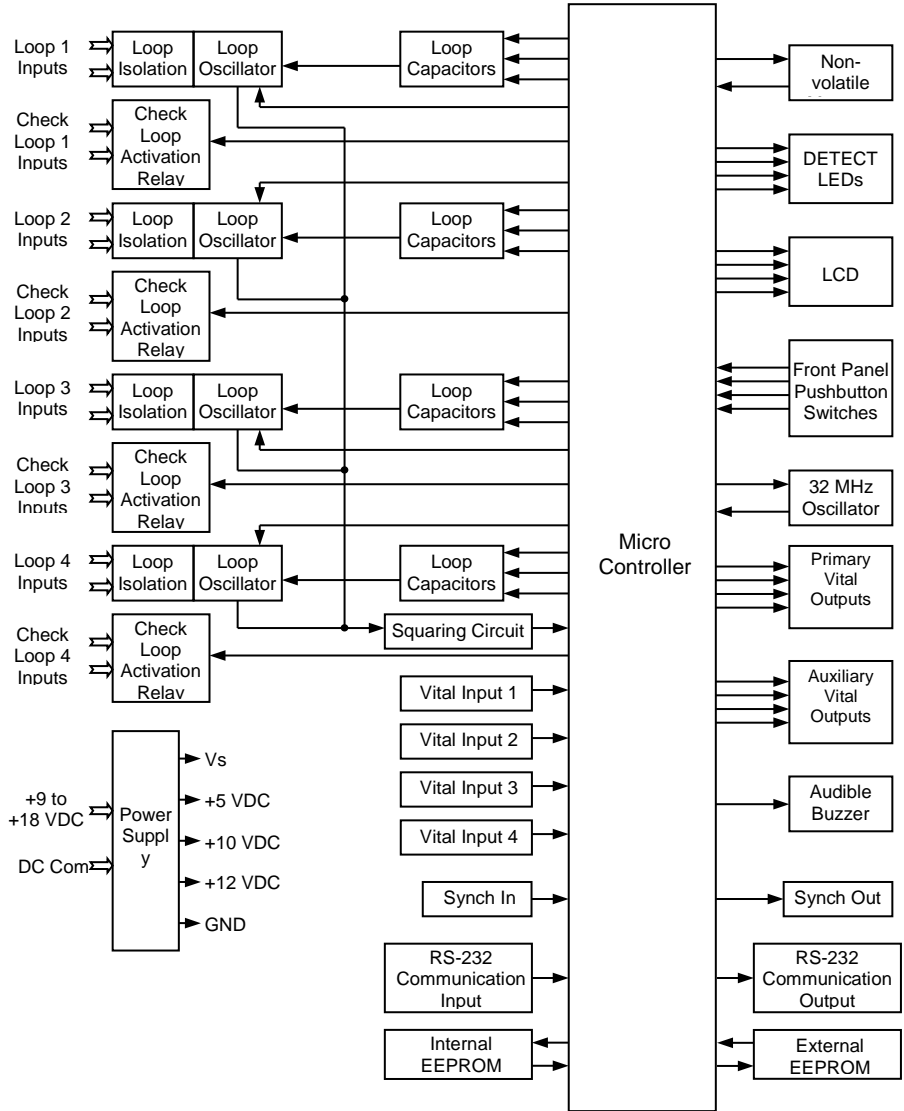 Loop 1
Inputs
Loop
Isolation
Loop
Oscillator
Loop
Capacitors
Check
Loop 1
Inputs
Check
Loop
Activation
Relay
Loop 2
Inputs
Loop
Isolation
Loop
Oscillator
Loop
Capacitors
Check
Loop 2
Inputs
Check
Loop
Activation
Relay
Loop 3
Inputs
Loop
Isolation
Loop
Oscillator
Loop
Capacitors
Check
Loop 3
Inputs
Check
Loop
Activation
Relay
Loop 4
Inputs
Loop
Isolation
Loop
Oscillator
Loop
Capacitors
Squaring Circuit
Check
Loop 4
Inputs
Check
Loop
Activation
Relay
Vital Input 1
Vital Input 2
Vital Input 3
Vital Input 4
+9 to
+18 VDC
DC Com
Power
Suppl
y
Vs
+5 VDC
+10 VDC
+12 VDC
GND
Synch In
RS-232
Communication
Input
Internal
EEPROM
Micro
Controller
Non-
volatile
DETECT
LEDs
LCD
Front Panel
Pushbutton
Switches
32 MHz
Oscillator
Primary
Vital
Outputs
Auxiliary
Vital
Outputs
Audible
Buzzer
Synch Out
RS-232
Communication
Output
External
EEPROM